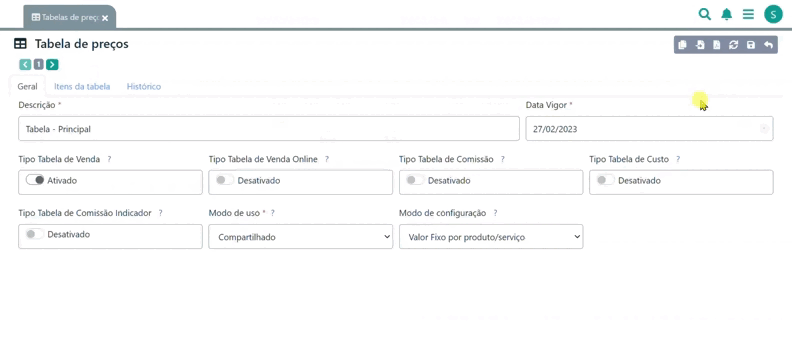 Tabelas de preç
S
Tabela de preços
1
Geral Itens da tabela Histórico
Descrição * Data Vigor *
Tabela - Principal 27/02/2023
Tipo Tabela de Venda ? Tipo Tabela de Venda Online ? Tipo Tabela de Comissão ? Tipo Tabela de Custo ?
Ativado Desativado Desativado Desativado
Tipo Tabela de Comissão Indicador ? Modo de uso * ? Modo de configuração ?
Desativado Compartilhado Valor Fixo por produto/serviço